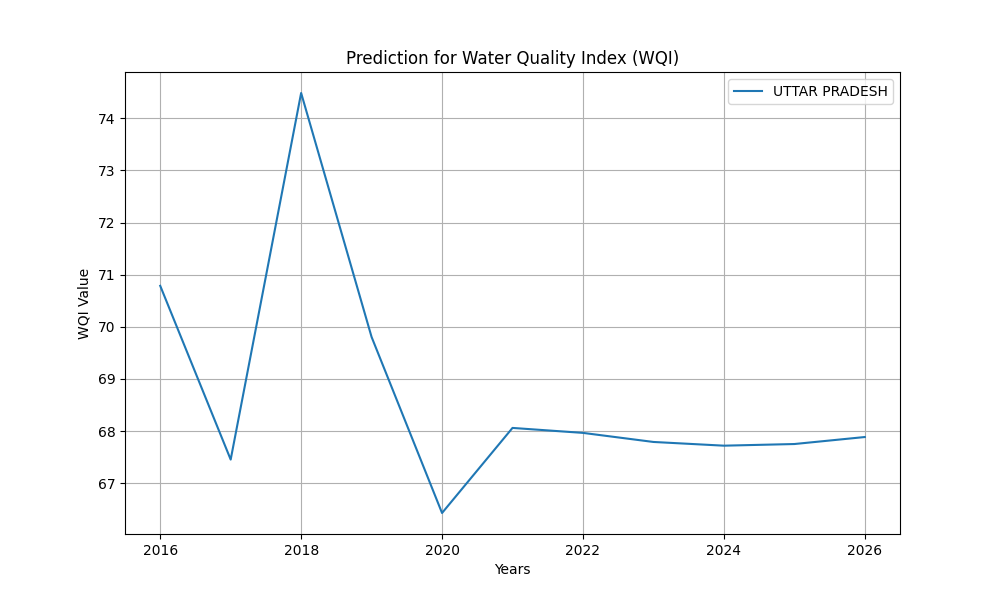 Prediction for Water Quality Index (WQI)
UTTAR PRADESH
74
73
72
71
70
69
68
67
WQI Value
2016 2018 2020 2022 2024 2026
Years